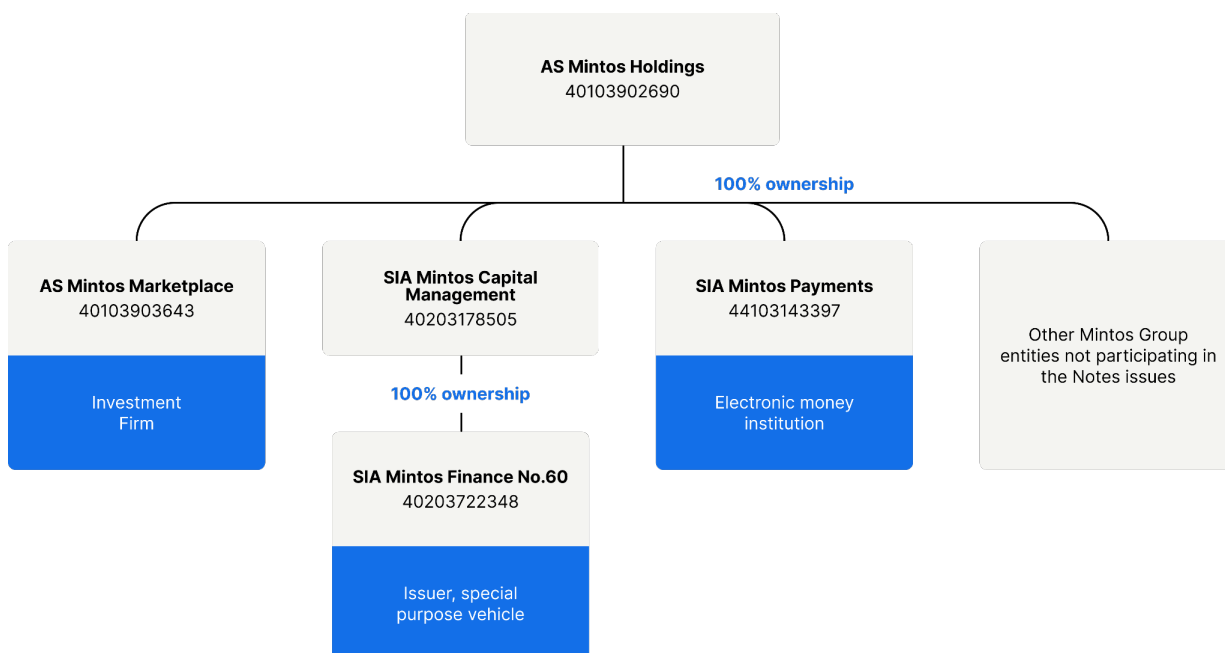 AS Mintos Holdings
40103902690
100% ownership
AS Mintos Marketplace
40103903643
Investment
Firm
SIA Mintos Capital
Management
40203178505
100% ownership
SIA Mintos Finance No.60
40203722348
Issuer, special
purpose vehicle
SIA Mintos Payments
44103143397
Electronic money
institution
Other Mintos Group
entities not participating in
the Notes issues